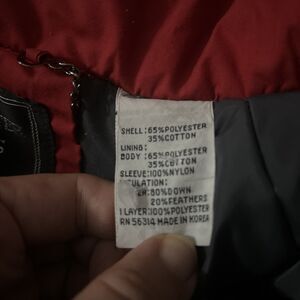 SHELL:65%POLYESTER
35%COTTON
LINING:
BODY :65%POLYESTER
35%COTTON
SLEEVE:100%NYLON
ULATION:
ER:80%DOWN
20%FEATHERS
LAYER:100%POLYESTER
RN 56314 MADE IN KOREA